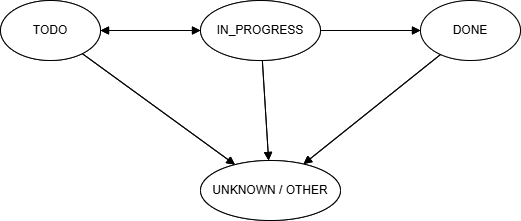 TODO
IN_PROGRESS
DONE
UNKNOWN / OTHER